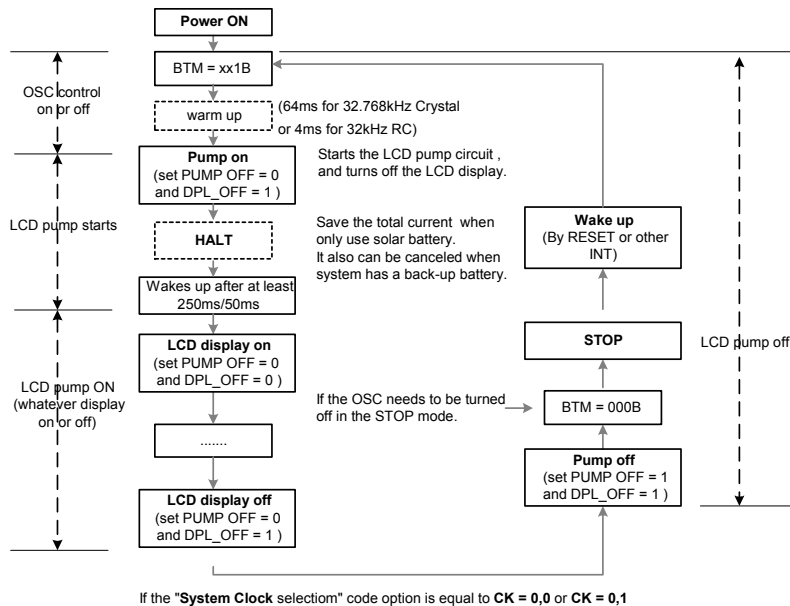 Power ON
BTM = xx1B
OSC control
on or off
warm up
(64ms for 32.768kHz Crystal
or 4ms for 32kHz RC)
Pump on
(set PUMP OFF = 0
and DPL_OFF = 1 )
Starts the LCD pump circuit ,
and turns off the LCD display.
LCD pump starts
HALT
Save the total current when
only use solar battery.
It also can be canceled when
system has a back-up battery.
Wakes up after at least
250ms/50ms
LCD display on
(set PUMP OFF = 0
and DPL_OFF = 0 )
LCD pump ON
(whatever display
on or off)
.......
LCD display off
(set PUMP OFF = 0
and DPL_OFF = 1 )
Wake up
(By RESET or other
INT)
STOP
LCD pump off
If the OSC needs to be turned
off in the STOP mode.
BTM = 000B
Pump off
(set PUMP OFF = 1
and DPL_OFF = 1 )
If the "System Clock selectiom" code option is equal to CK = 0,0 or CK = 0,1